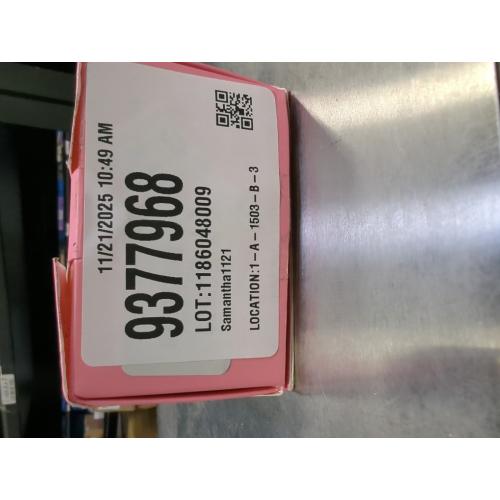 11/21/2025 10:49 AM
9377968
LOT:1186048009
Samantha1121
LOCATION:1-A-1503-B-3